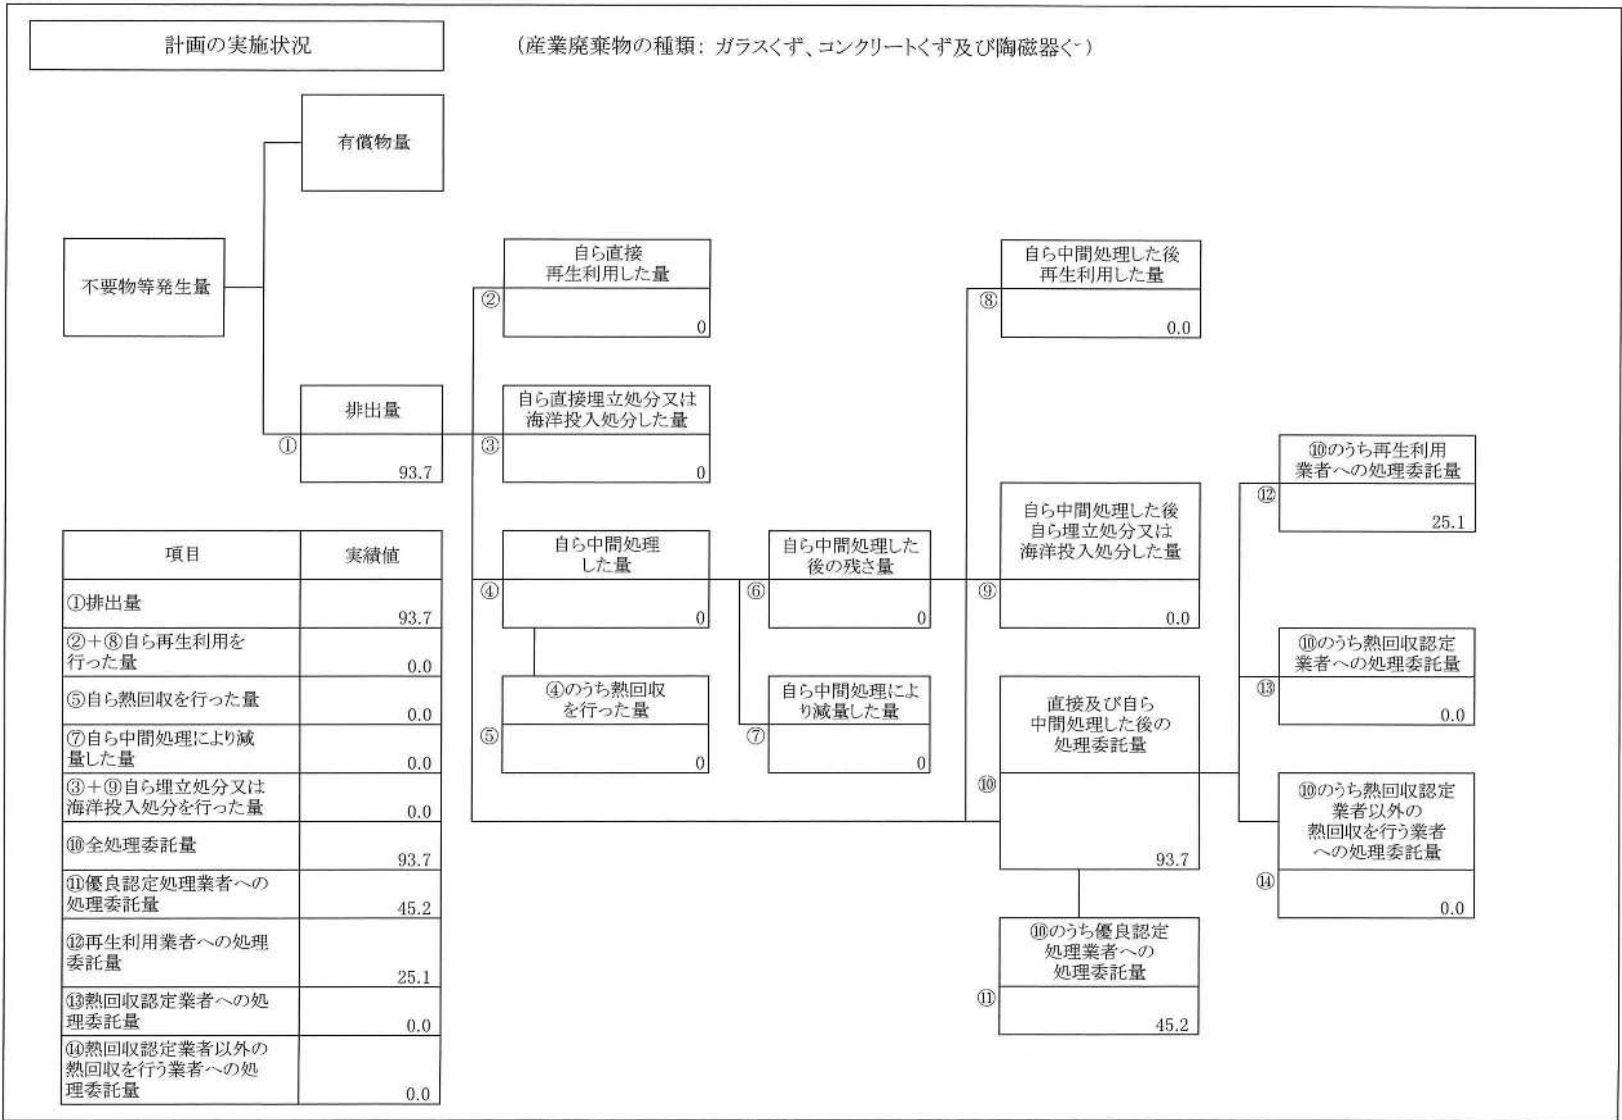 計画の実施状況
(産業廃棄物の種類: ガラスくず、コンクリートくず及び陶磁器く
有償物量
不要物等発生量
排出量
①
93.7
自ら直接
再生利用した量
②
0
自ら直接埋立処分又は
海洋投入処分した量
③
0
自ら中間処理
した量
④
0
④のうち熱回収
を行った量
⑤
0
自ら中間処理した
後の残さ量
⑥
0
自ら中間処理によ
り減量した量
⑦
0
自ら中間処理した後
再生利用した量
⑧
0.0
自ら中間処理した後
自ら埋立処分又は
海洋投入処分した量
⑨
0.0
直接及び自ら
中間処理した後の
処理委託量
⑩
93.7
⑩のうち優良認定
処理業者への
処理委託量
⑪
45.2
⑩のうち再生利用
業者への処理委託量
⑫
25.1
⑩のうち熱回収認定
業者への処理委託量
⑬
0.0
⑩のうち熱回収認定
業者以外の
熱回収を行う業者
への処理委託量
⑭
0.0
項目 実績値
①排出量
93.7
②+⑧自ら再生利用を
行った量
0.0
⑤自ら熱回収を行った量
0.0
⑦自ら中間処理により減
量した量
0.0
③+⑨自ら埋立処分又は
海洋投入処分を行った量
0.0
⑩全処理委託量
93.7
⑪優良認定処理業者への
処理委託量
45.2
⑫再生利用業者への処理
委託量
25.1
⑬熱回収認定業者への処
理委託量
0.0
⑭熱回収認定業者以外の
熱回収を行う業者への処
理委託量
0.0